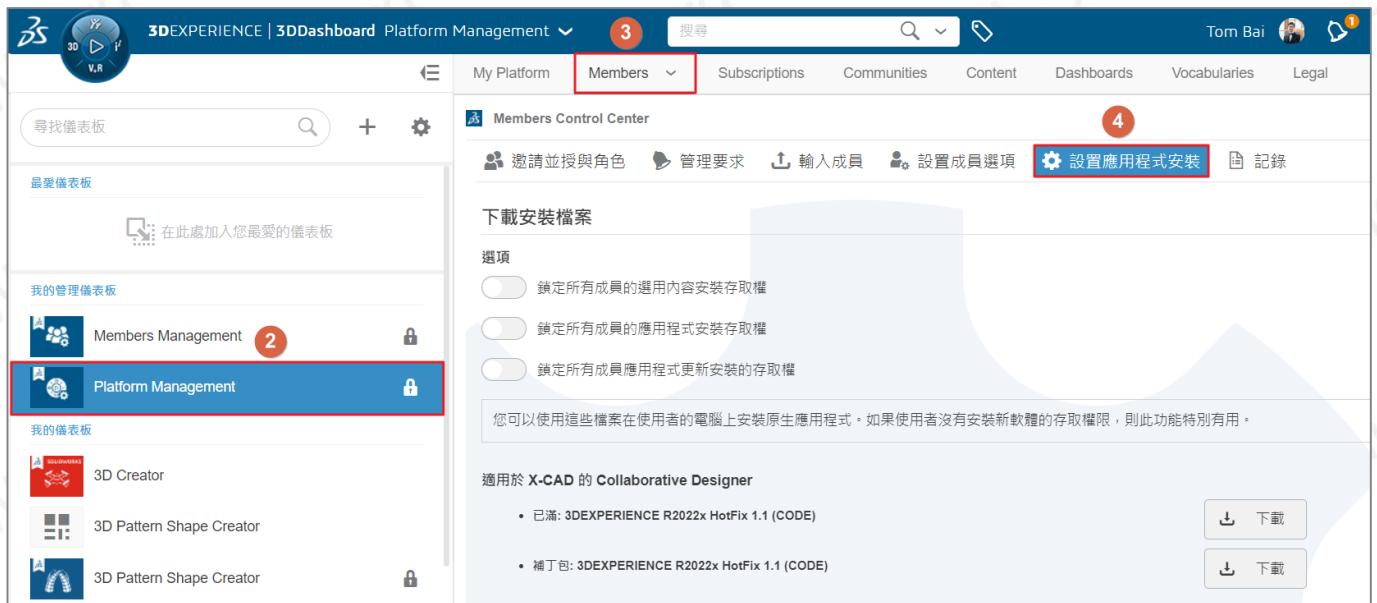 3DEXPERIENCE | 3DDashboard Platform Management
3
搜尋
Tom Bai
1
3D
V.R
My Platform Members Subscriptions Communities Content Dashboards Vocabularies Legal
尋找儀表板
Members Control Center
4
邀請並授與角色 管理要求 輸入成員 設置成員選項 設置應用程式安裝 記錄
最愛儀表板
在此處加入您最愛的儀表板
下載安裝檔案
選項
鎖定所有成員的選用內容安裝存取權
鎖定所有成員的應用程式安裝存取權
鎖定所有成員應用程式更新安裝的存取權
我的管理儀表板
Members Management
2
Platform Management
您可以使用這些檔案在使用者的電腦上安裝原生應用程式。如果使用者沒有安裝新軟體的存取權限，則此功能特別有用。
我的儀表板
SOLIDWORKS
3D Creator
3D Pattern Shape Creator
3D Pattern Shape Creator
適用於 X-CAD 的 Collaborative Designer
已滿: 3DEXPERIENCE R2022x HotFix 1.1 (CODE)
下載
補丁包: 3DEXPERIENCE R2022x HotFix 1.1 (CODE)
下載